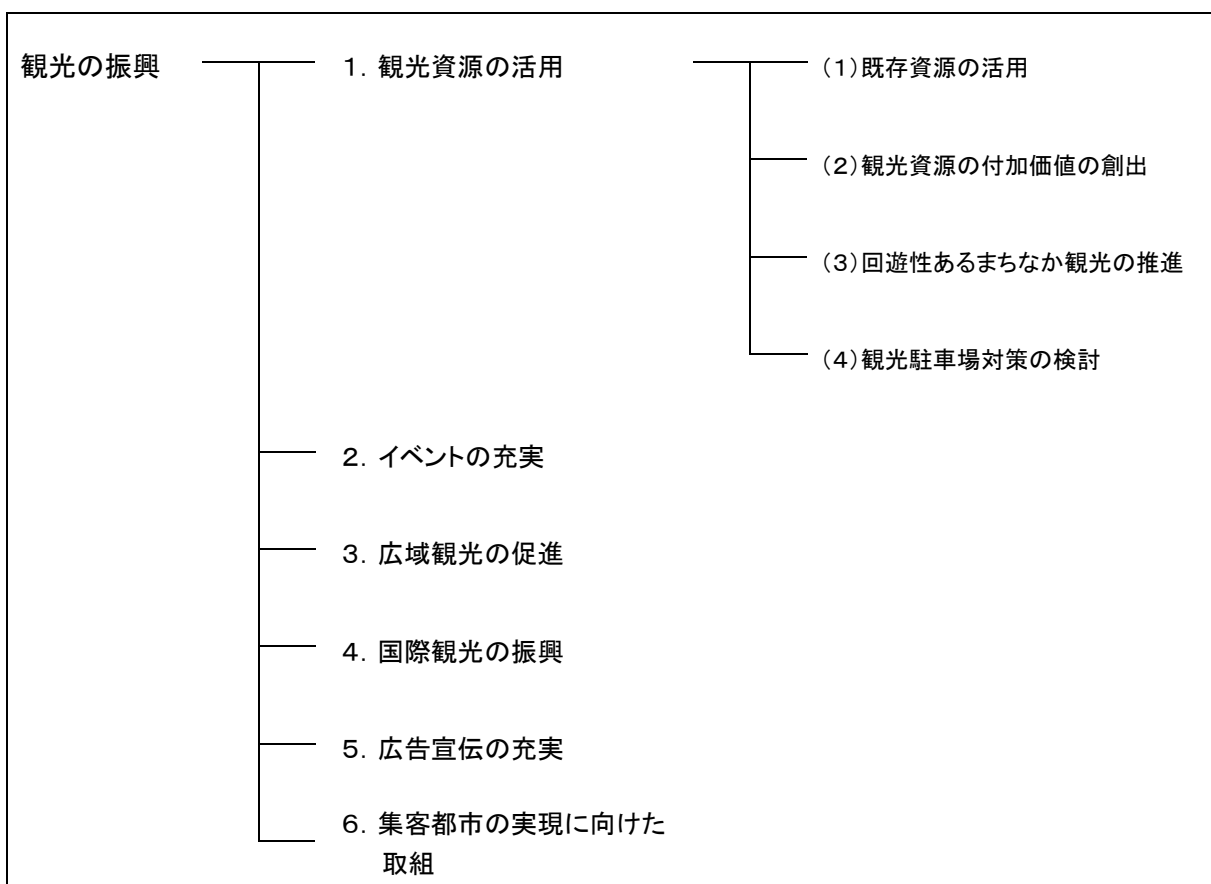 観光の振興
1．観光資源の活用
（1）既存資源の活用
（2）観光資源の付加価値の創出
（3）回遊性あるまちなか観光の推進
（4）観光駐車場対策の検討
2．イベントの充実
3．広域観光の促進
4．国際観光の振興
5．広告宣伝の充実
6．集客都市の実現に向けた
取組